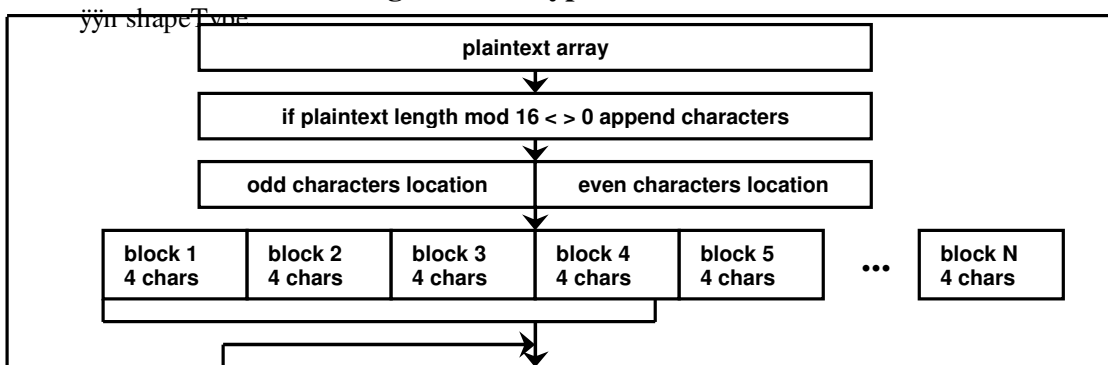 ÿÿn shapeType
plaintext array
if plaintext length mod 16 < > 0 append characters
odd characters location even characters location
block 1 block 2 block 3 block 4 block 5 ••• block N
4 chars 4 chars 4 chars 4 chars 4 chars 4 chars